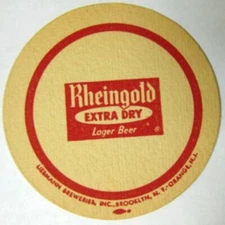 Rheingold
EXTRA DRY
Lager Beer
®
LIEBMANN BREWERIES, INC., BROOKLYN, N. Y.-ORANGE, N.J.